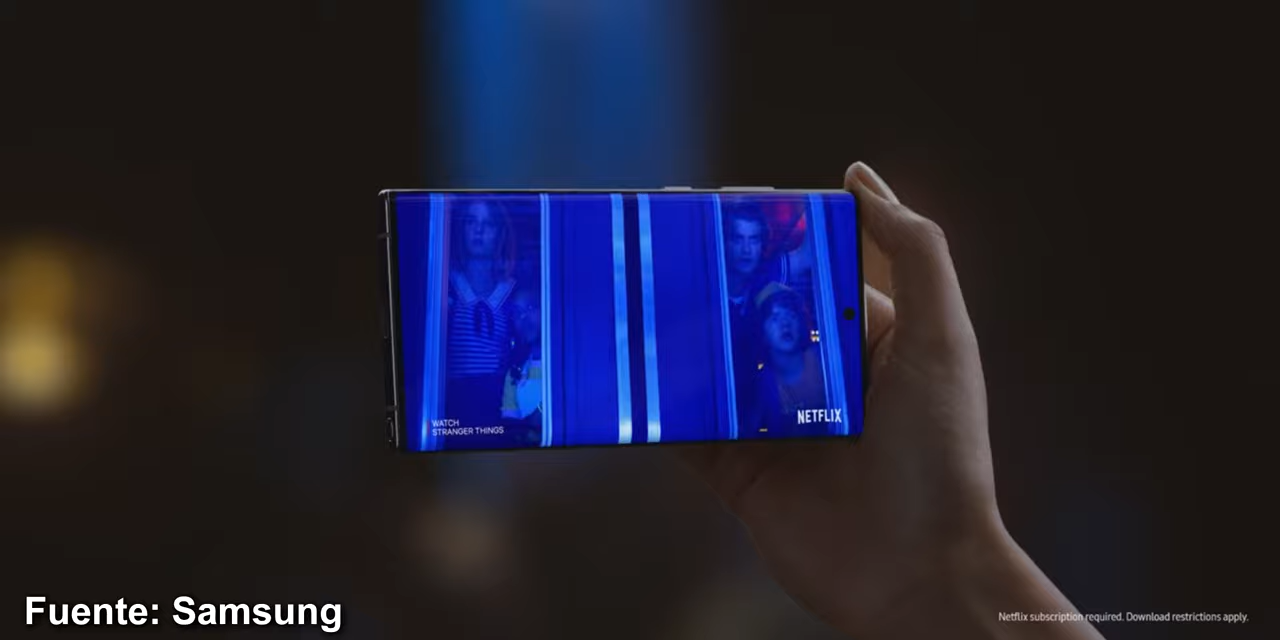 WATCH
STRANGER THINGS
NETFLIX
Fuente: Samsung
Netflix subscription required. Download restrictions apply.